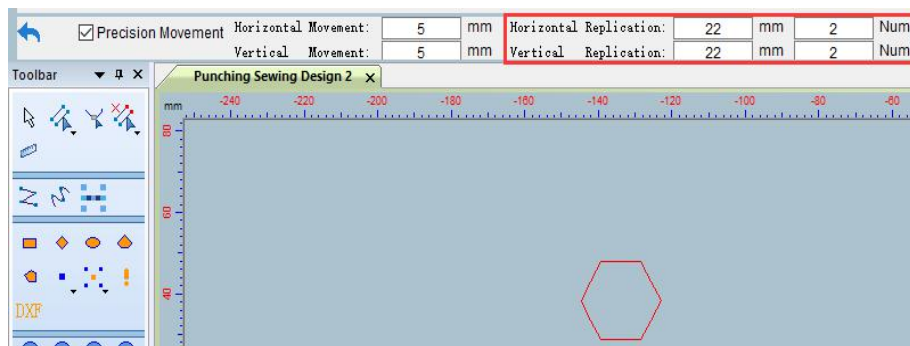 Precision Movement Horizontal Movement: 5 mm Horizontal Replication: 22 mm 2 Num
Vertical Movement: 5 mm Vertical Replication: 22 mm 2 Num
Toolbar
Punching Sewing Design 2 x
mm -240 -220 -200 -180 -160 -140 -120 -100 -80 -60
80
60
40
DXF